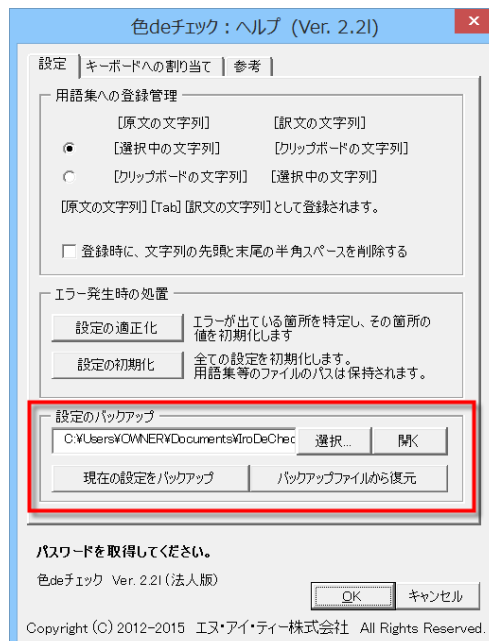 色deチェック：ヘルプ (Ver. 2.2l)
設定 キーボードへの割り当て 参考
用語集への登録管理
[原文の文字列] [訳文の文字列]
[選択中の文字列] [クリップボードの文字列]
[クリップボードの文字列] [選択中の文字列]
[原文の文字列] [Tab] [訳文の文字列]として登録されます。
登録時に、文字列の先頭と末尾の半角スペースを削除する
エラー発生時の処置
設定の適正化 エラーが出ている箇所を特定し、その箇所の
値を初期化します
設定の初期化 全ての設定を初期化します。
用語集等のファイルのパスは保持されます。
設定のバックアップ
C:¥Users¥OWNER¥Documents¥IroDeChec 選択... 開く
現在の設定をバックアップ バックアップファイルから復元
パスワードを取得してください。
色deチェック Ver. 2.2l（法人版）
OK キャンセル
Copyright (C) 2012-2015 エヌ・アイ・ティー株式会社 All Rights Reserved.